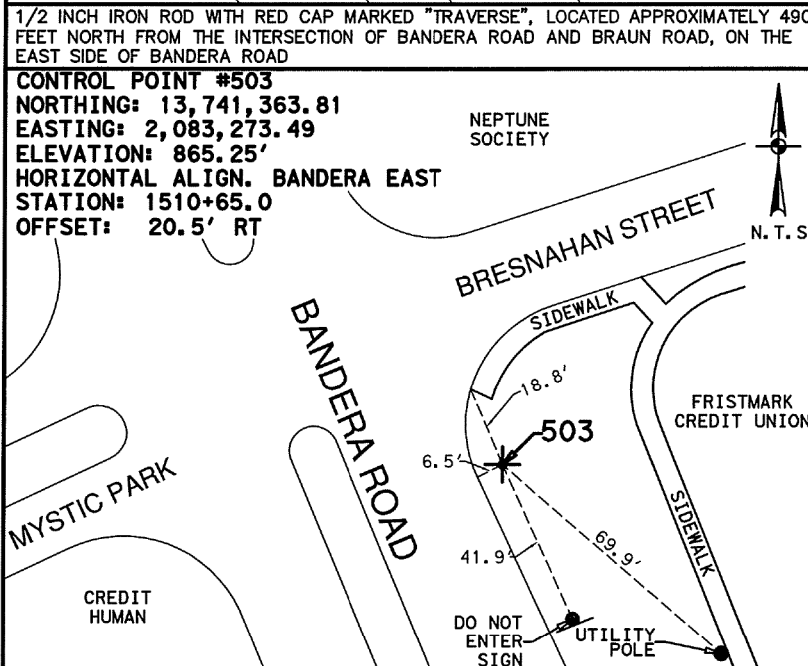 1/2 INCH IRON ROD WITH RED CAP MARKED "TRAVERSE", LOCATED APPROXIMATELY 490
FEET NORTH FROM THE INTERSECTION OF BANDERA ROAD AND BRAUN ROAD, ON THE
EAST SIDE OF BANDERA ROAD
CONTROL POINT #503
NORTHING: 13,741,363.81
EASTING: 2,083,273.49
ELEVATION: 865.25'
HORIZONTAL ALIGN. BANDERA EAST
STATION: 1510+65.0
OFFSET: 20.5' RT
NEPTUNE
SOCIETY
N.T.S
BRESNAHAN STREET
SIDEWALK
BANDERA ROAD
18.8'
503
6.5'
FRISTMARK
CREDIT UNION
MYSTIC PARK
SIDEWALK
41.9'
69.9'
CREDIT
HUMAN
DO NOT
ENTER
SIGN
UTILITY
POLE